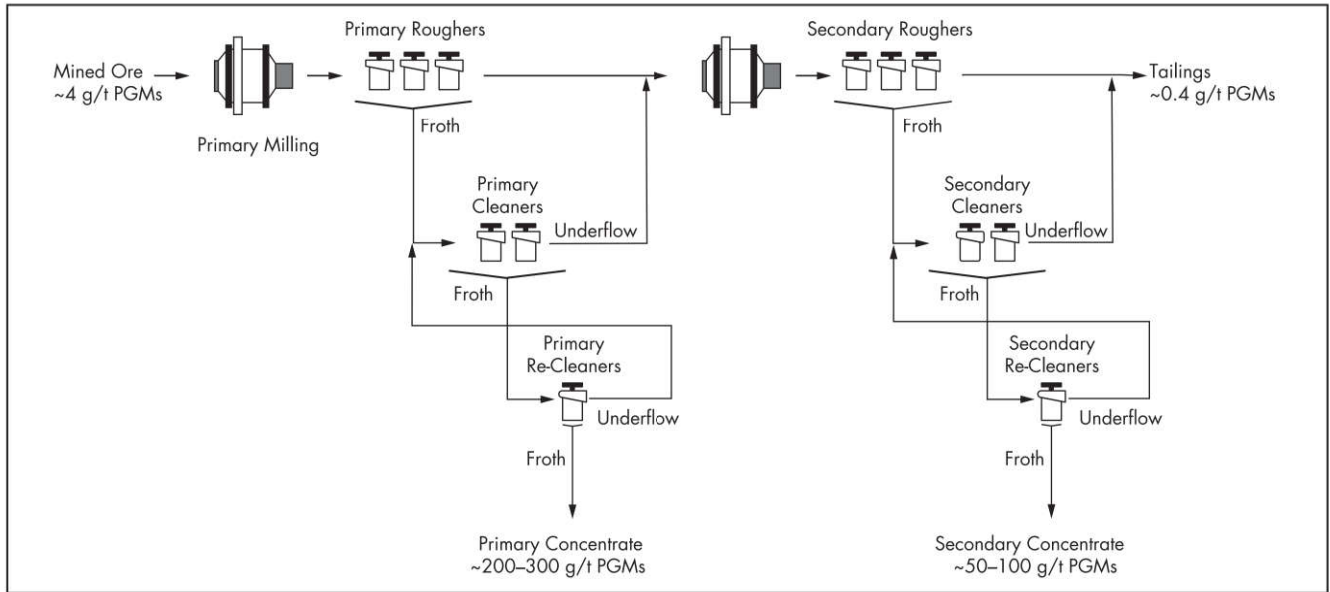 Primary Roughers
Secondary Roughers
Mined Ore
~4 g/t PGMs
Tailings
~0.4 g/t PGMs
Primary Milling
Froth
Froth
Primary
Cleaners
Underflow
Secondary
Cleaners
Underflow
Froth
Froth
Primary
Re-Cleaners
Secondary
Re-Cleaners
Underflow
Underflow
Froth
Froth
Primary Concentrate
~200–300 g/t PGMs
Secondary Concentrate
~50–100 g/t PGMs